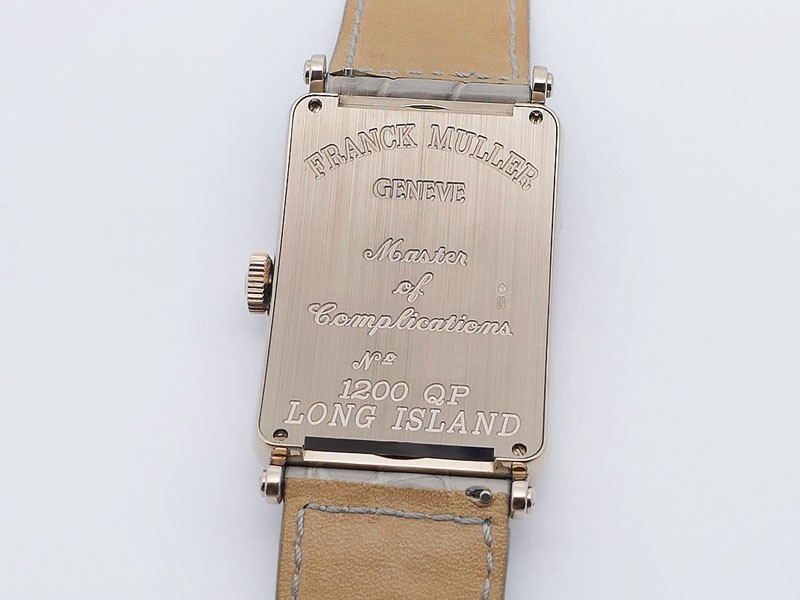 FRANCK MULLER
GENEVE
Master
of
Complications
Nº
1200 QP
LONG ISLAND